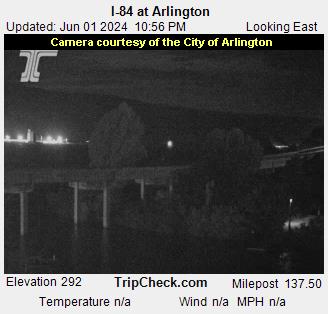 I-84 at Arlington
Updated: Jun 01 2024 10:56 PM Looking East
Camera courtesy of the City of Arlington
Elevation 292 TripCheck.com Milepost 137.50
Temperature n/a Wind n/a MPH n/a